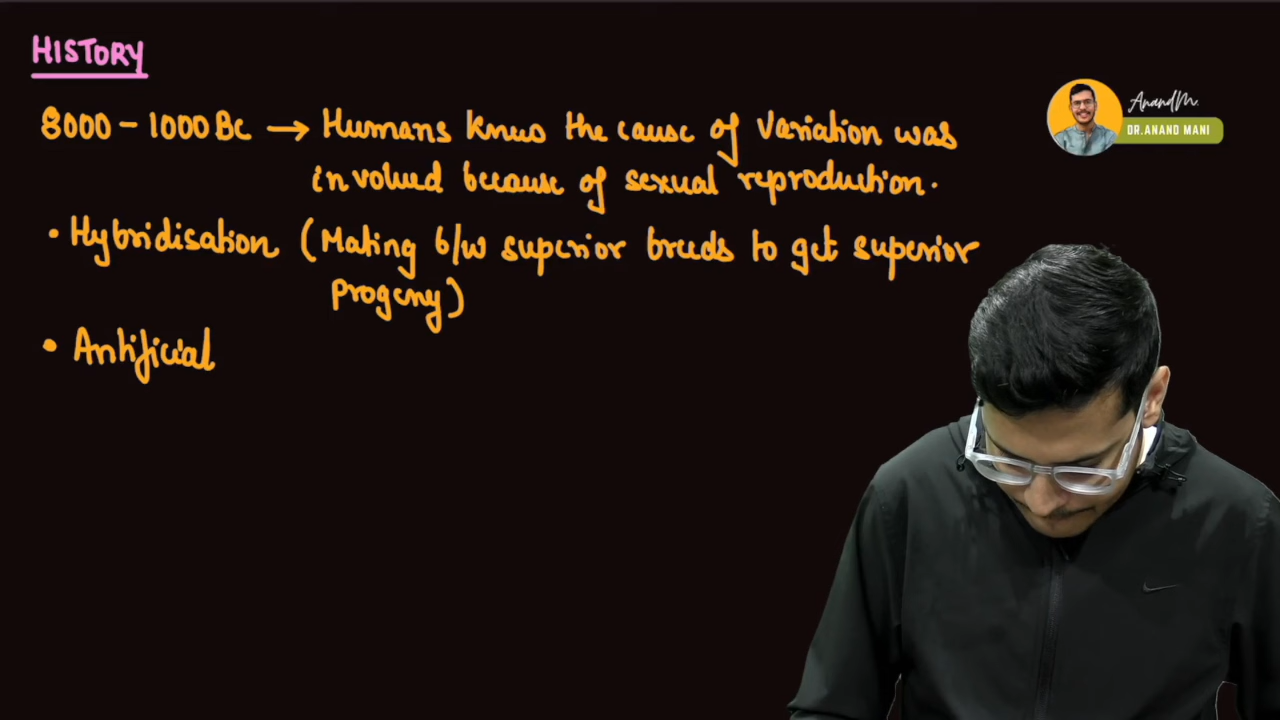 HISTORY
8000 - 1000 BC → Humans knew the cause of variation was
involved because of sexual reproduction.
• Hybridisation (Mating b/w superior breeds to get superior
progeny)
• Artificial
AnandM.
DR.ANAND MANI